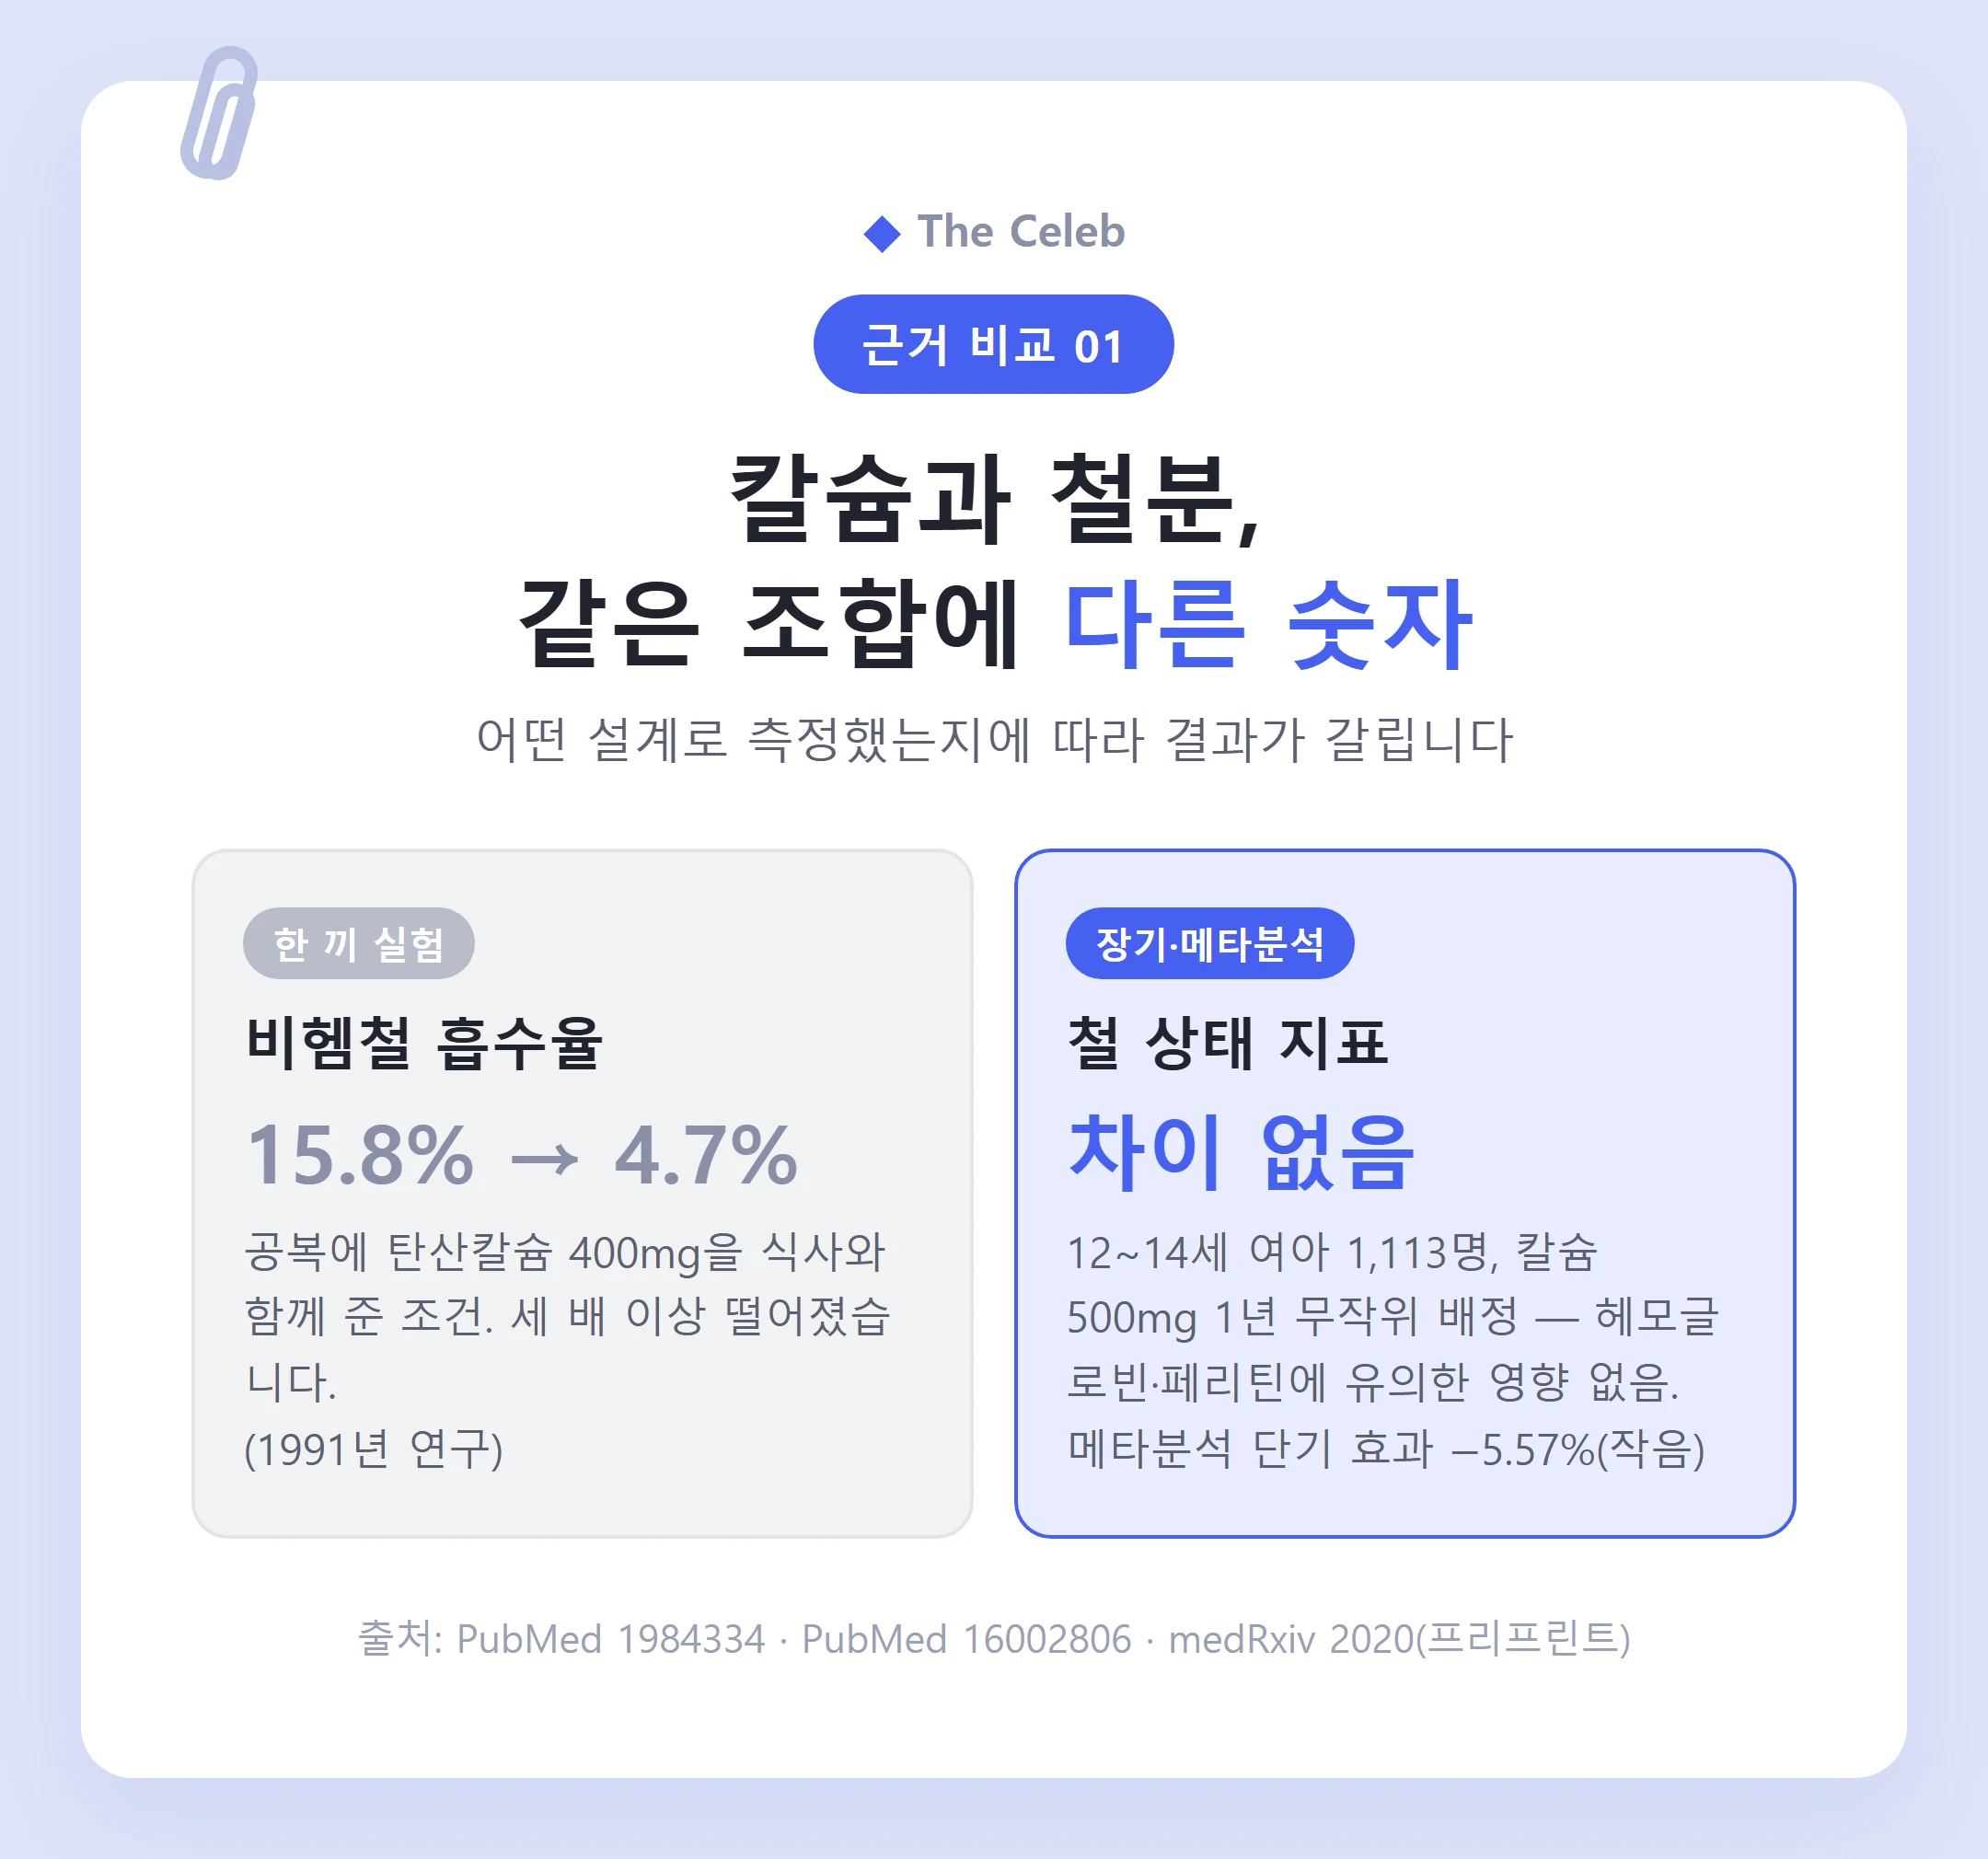 The Celeb
근거 비교 01
칼슘과 철분,
같은 조합에 다른 숫자
어떤 설계로 측정했는지에 따라 결과가 갈립니다
한 끼 실험
비헴철 흡수율
15.8% → 4.7%
공복에 탄산칼슘 400mg을 식사와
함께 준 조건. 세 배 이상 떨어졌습
니다.
(1991년 연구)
장기·메타분석
철 상태 지표
차이 없음
12~14세 여아 1,113명, 칼슘
500mg 1년 무작위 배정 — 헤모글
로빈·페리틴에 유의한 영향 없음.
메타분석 단기 효과 −5.57%(작음)
출처: PubMed 1984334 · PubMed 16002806 · medRxiv 2020(프리프린트)